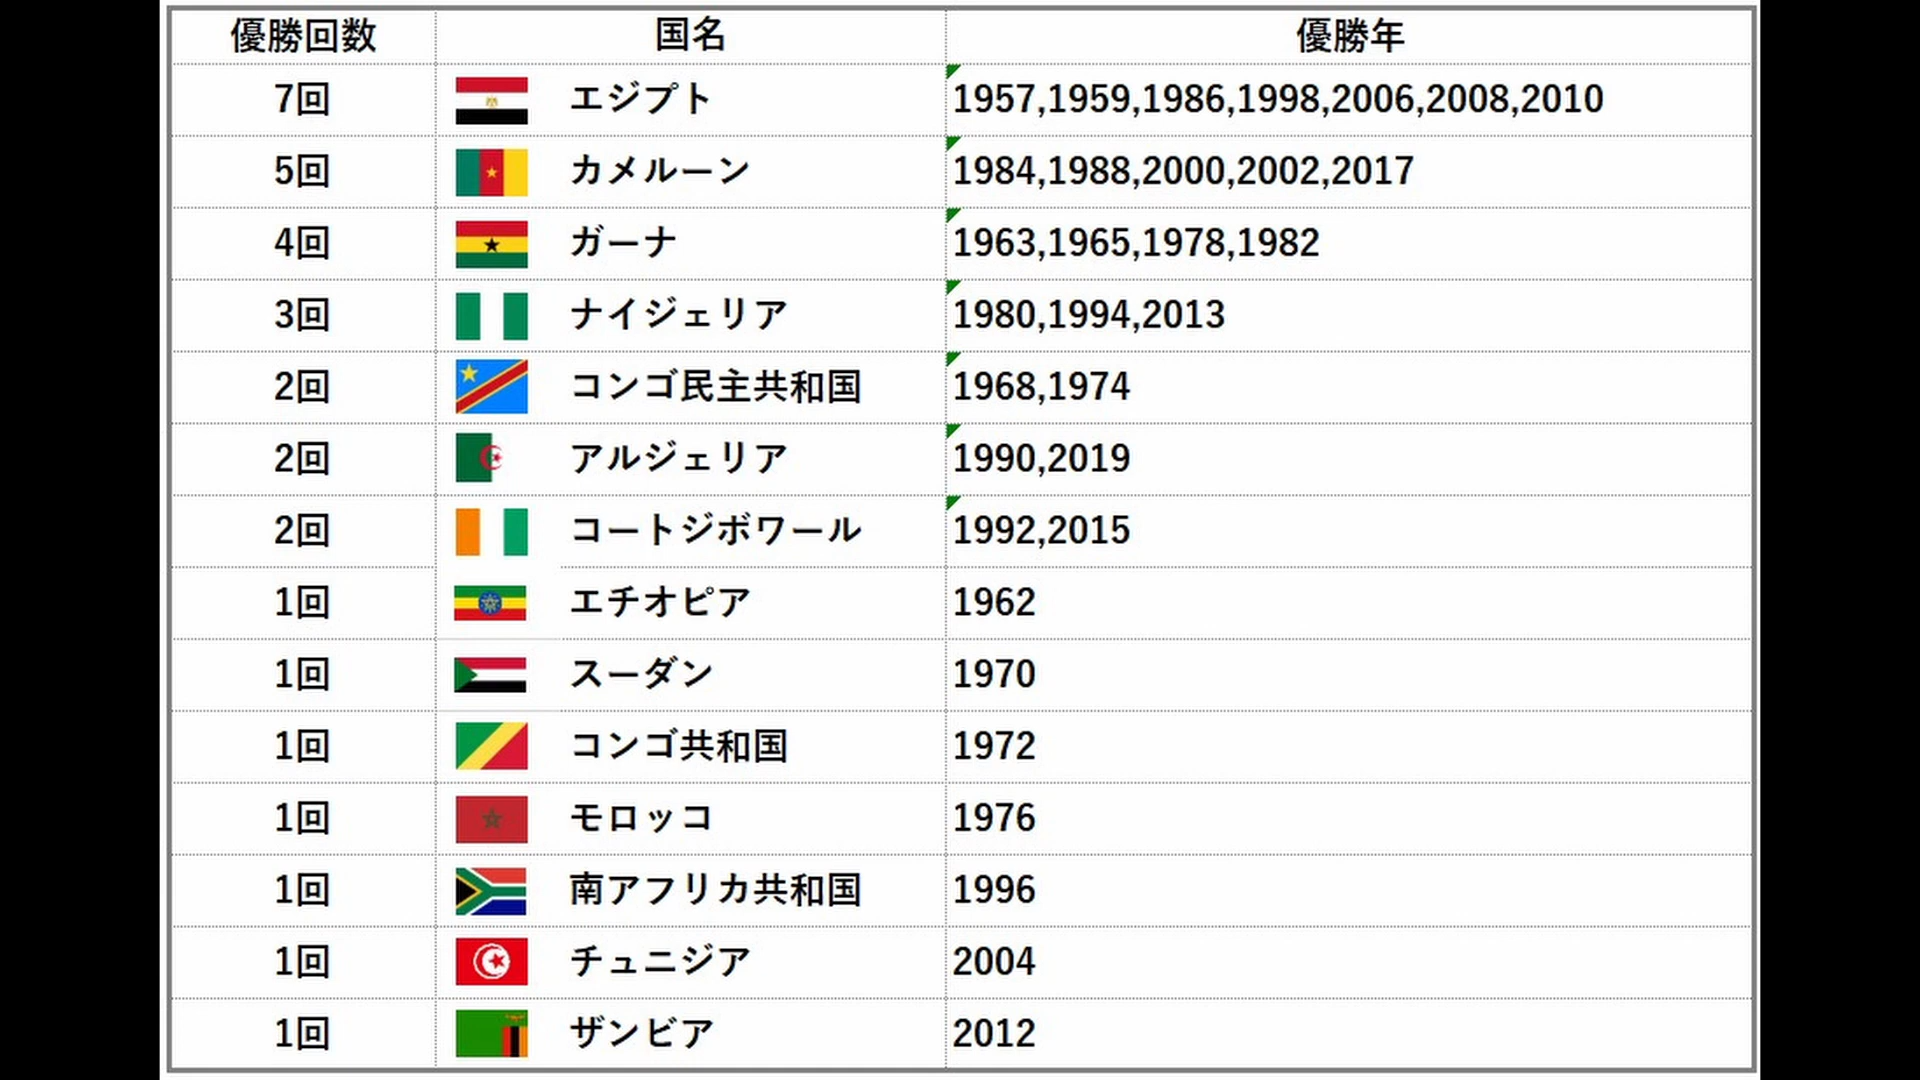 優勝回数 国名 優勝年
7回 エジプト 1957,1959,1986,1998,2006,2008,2010
5回 カメルーン 1984,1988,2000,2002,2017
4回 ガーナ 1963,1965,1978,1982
3回 ナイジェリア 1980,1994,2013
2回 コンゴ民主共和国 1968,1974
2回 アルジェリア 1990,2019
2回 コートジボワール 1992,2015
1回 エチオピア 1962
1回 スーダン 1970
1回 コンゴ共和国 1972
1回 モロッコ 1976
1回 南アフリカ共和国 1996
1回 チュニジア 2004
1回 ザンビア 2012